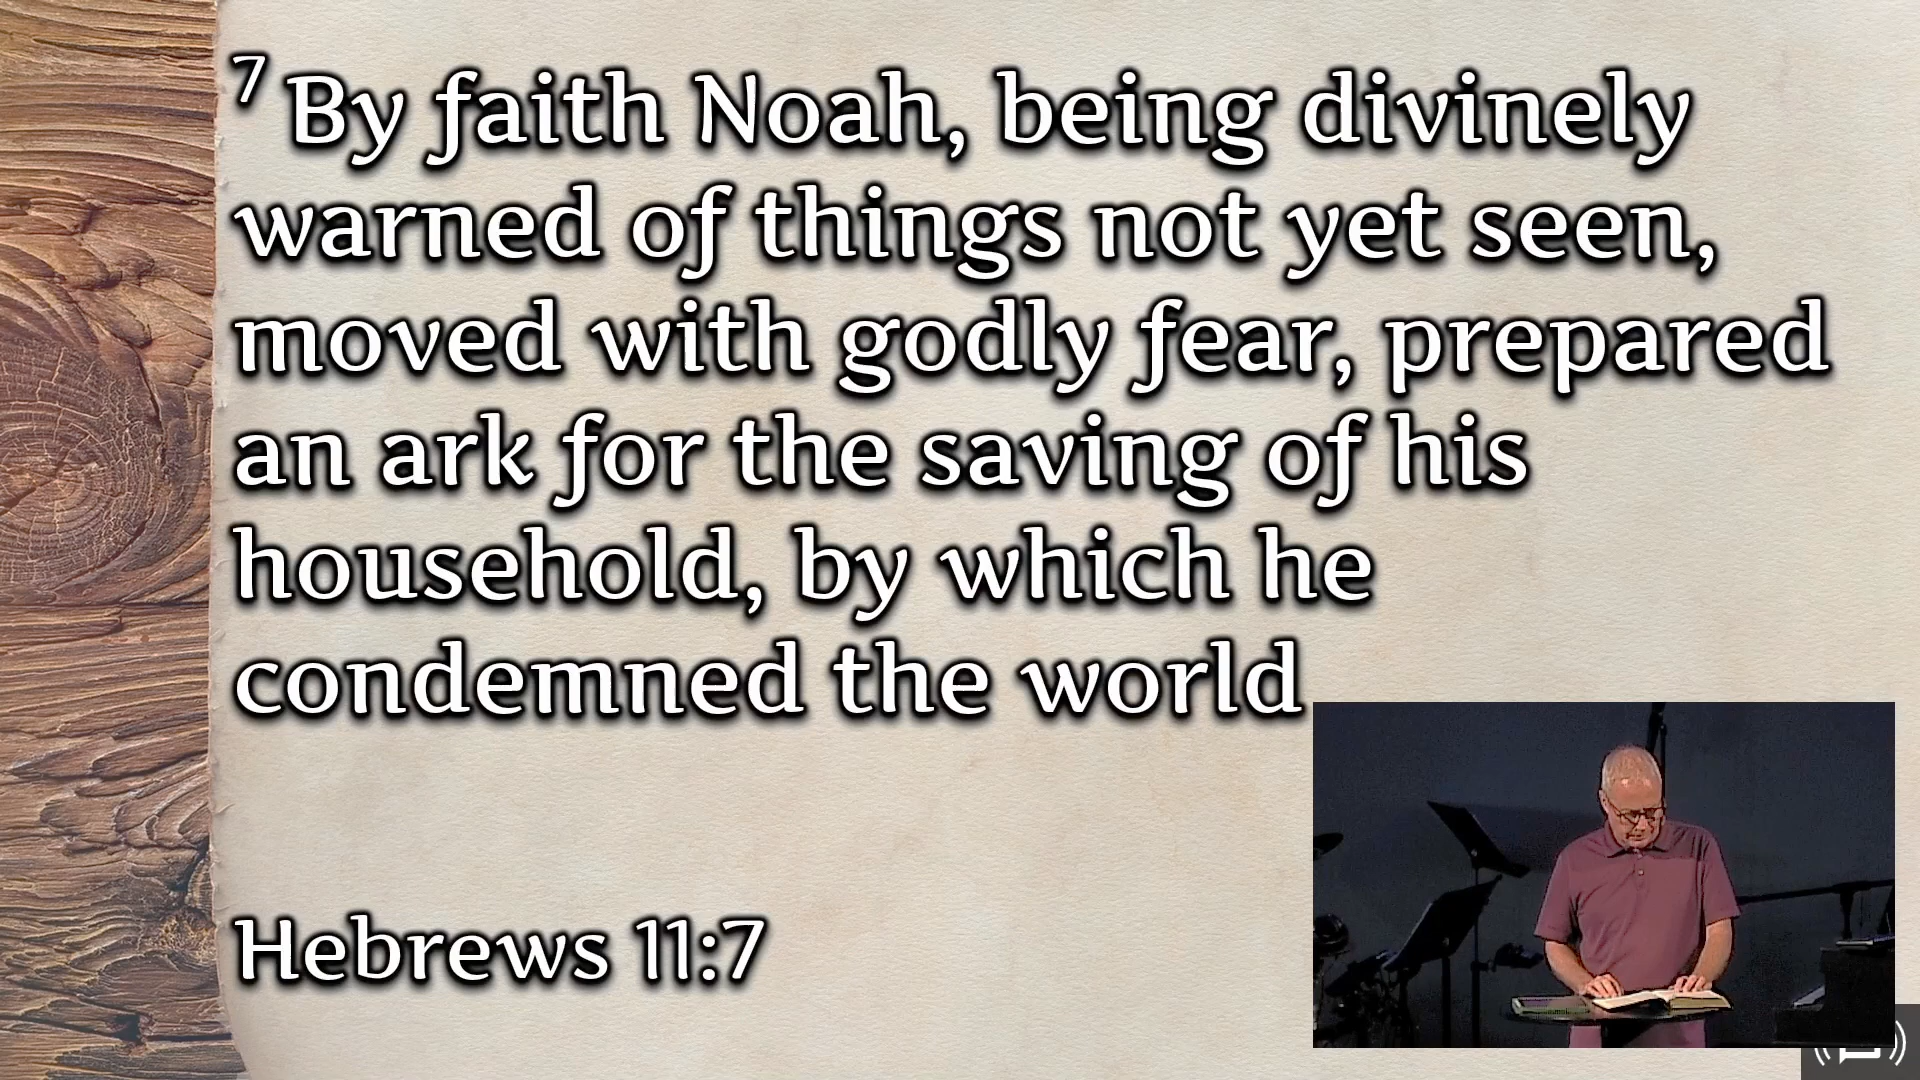 7 By faith Noah, being divinely
warned of things not yet seen,
moved with godly fear, prepared
an ark for the saving of his
household, by which he
condemned the world
Hebrews 11:7